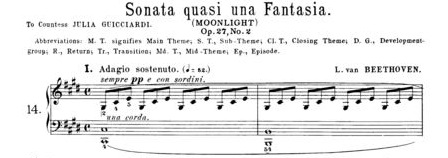 Sonata quasi una Fantasia.
To Countess JULIA GUICCIARDI.
(MOONLIGHT)
Op. 27, No. 2
Abbreviations: M. T. signifies Main Theme; S. T., Sub-Theme; Cl. T., Closing Theme; D. G., Development-
group; R., Return; Tr., Transition; Md. T., Mid-Theme; Ep., Episode.
I. Adagio sostenuto. (♩= 52.)
L. van BEETHOVEN.
sempre pp e con sordini.
14.
una corda.